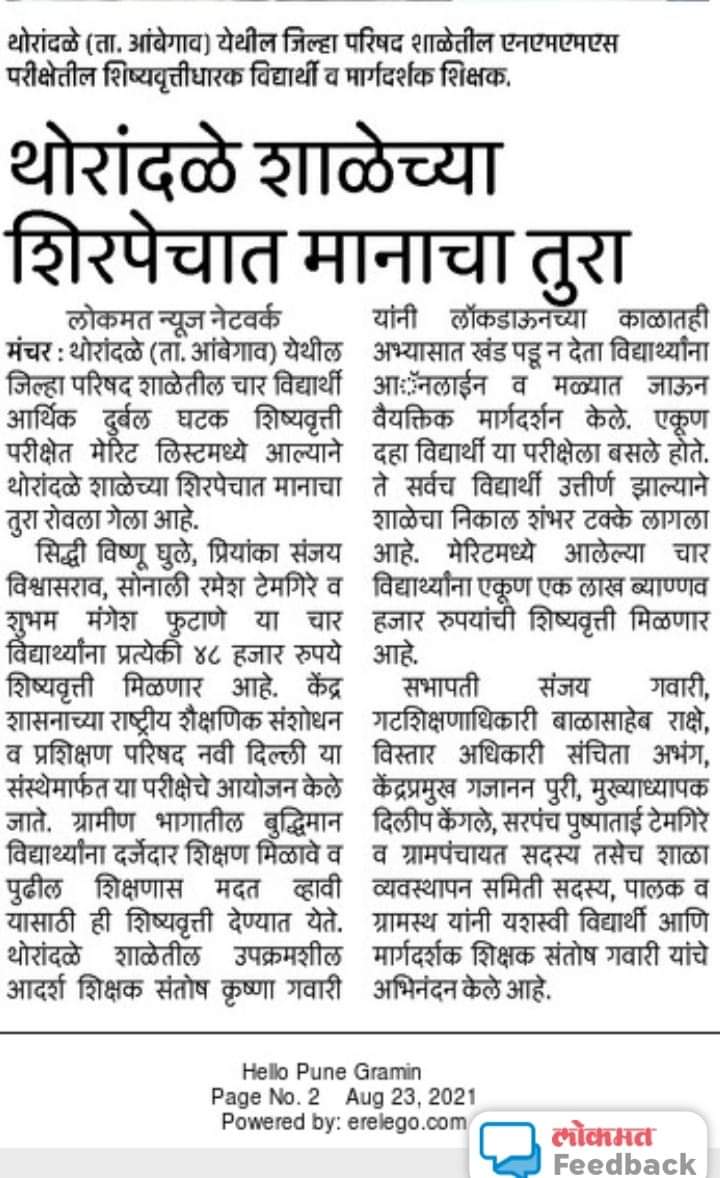 थोरांदळे (ता. आंबेगाव) येथील जिल्हा परिषद शाळेतील एनएमएमएस
परीक्षेतील शिष्यवृत्तीधारक विद्यार्थी व मार्गदर्शक शिक्षक.
थोरांदळे शाळेच्या
शिरपेचात मानाचा तुरा
लोकमत न्यूज नेटवर्क
मंचर : थोरांदळे (ता. आंबेगाव) येथील
जिल्हा परिषद शाळेतील चार विद्यार्थी
आर्थिक दुर्बल घटक शिष्यवृत्ती
परीक्षेत मेरिट लिस्टमध्ये आल्याने
थोरांदळे शाळेच्या शिरपेचात मानाचा
तुरा रोवला गेला आहे.
सिद्धी विष्णू घुले, प्रियांका संजय
विश्वासराव, सोनाली रमेश टेमगिरे व
शुभम मंगेश फुटाणे या चार
विद्यार्थ्यांना प्रत्येकी ४८ हजार रुपये
शिष्यवृत्ती मिळणार आहे. केंद्र
शासनाच्या राष्ट्रीय शैक्षणिक संशोधन
व प्रशिक्षण परिषद नवी दिल्ली या
संस्थेमार्फत या परीक्षेचे आयोजन केले
जाते. ग्रामीण भागातील बुद्धिमान
विद्यार्थ्यांना दर्जेदार शिक्षण मिळावे व
पुढील शिक्षणास मदत व्हावी
यासाठी ही शिष्यवृत्ती देण्यात येते.
थोरांदळे शाळेतील उपक्रमशील
आदर्श शिक्षक संतोष कृष्णा गवारी
यांनी लॉकडाऊनच्या काळातही
अभ्यासात खंड पडू न देता विद्यार्थ्यांना
आॅनलाईन व मळ्यात जाऊन
वैयक्तिक मार्गदर्शन केले. एकूण
दहा विद्यार्थी या परीक्षेला बसले होते.
ते सर्वच विद्यार्थी उत्तीर्ण झाल्याने
शाळेचा निकाल शंभर टक्के लागला
आहे. मेरिटमध्ये आलेल्या चार
विद्यार्थ्यांना एकूण एक लाख ब्याण्णव
हजार रुपयांची शिष्यवृत्ती मिळणार
आहे.
सभापती संजय गवारी,
गटशिक्षणाधिकारी बाळासाहेब राक्षे,
विस्तार अधिकारी संचिता अभंग,
केंद्रप्रमुख गजानन पुरी, मुख्याध्यापक
दिलीप केंगले, सरपंच पुष्पाताई टेमगिरे
व ग्रामपंचायत सदस्य तसेच शाळा
व्यवस्थापन समिती सदस्य, पालक व
ग्रामस्थ यांनी यशस्वी विद्यार्थी आणि
मार्गदर्शक शिक्षक संतोष गवारी यांचे
अभिनंदन केले आहे.
Hello Pune Gramin
Page No. 2 Aug 23, 2021
Powered by: erelego.com
लोकमत
Feedback